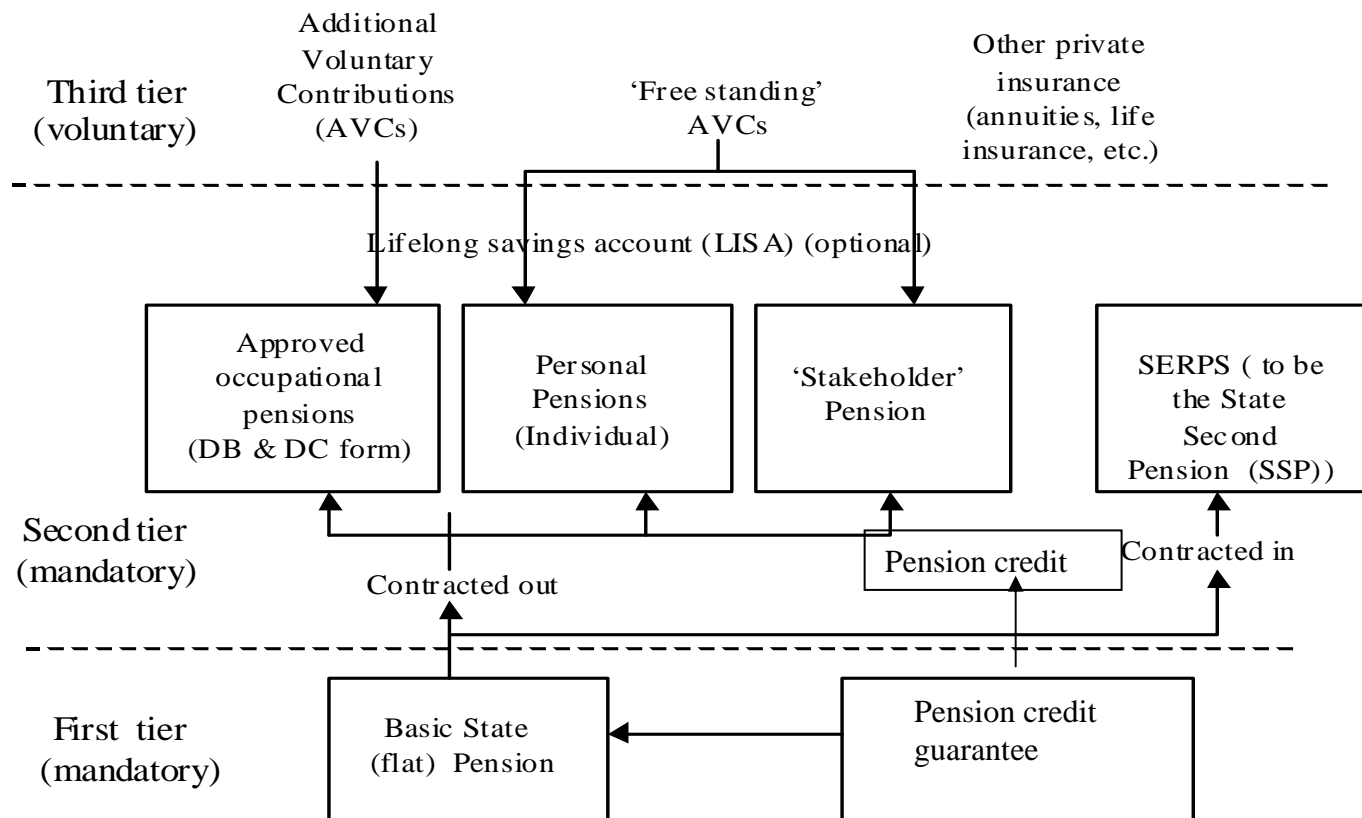 Additional
Voluntary
Contributions
(AVCs)
‘Free standing’
AVCs
Other private
insurance
(annuities, life
insurance, etc.)
Third tier
(voluntary)
Lifelong savings account (LISA) (optional)
Approved
occupational
pensions
(DB & DC form)
Personal
Pensions
(Individual)
‘Stakeholder’
Pension
SERPS ( to be
the State
Second
Pension (SSP))
Second tier
(mandatory)
Contracted out
Pension credit
Contracted in
First tier
(mandatory)
Basic State
(flat) Pension
Pension credit
guarantee